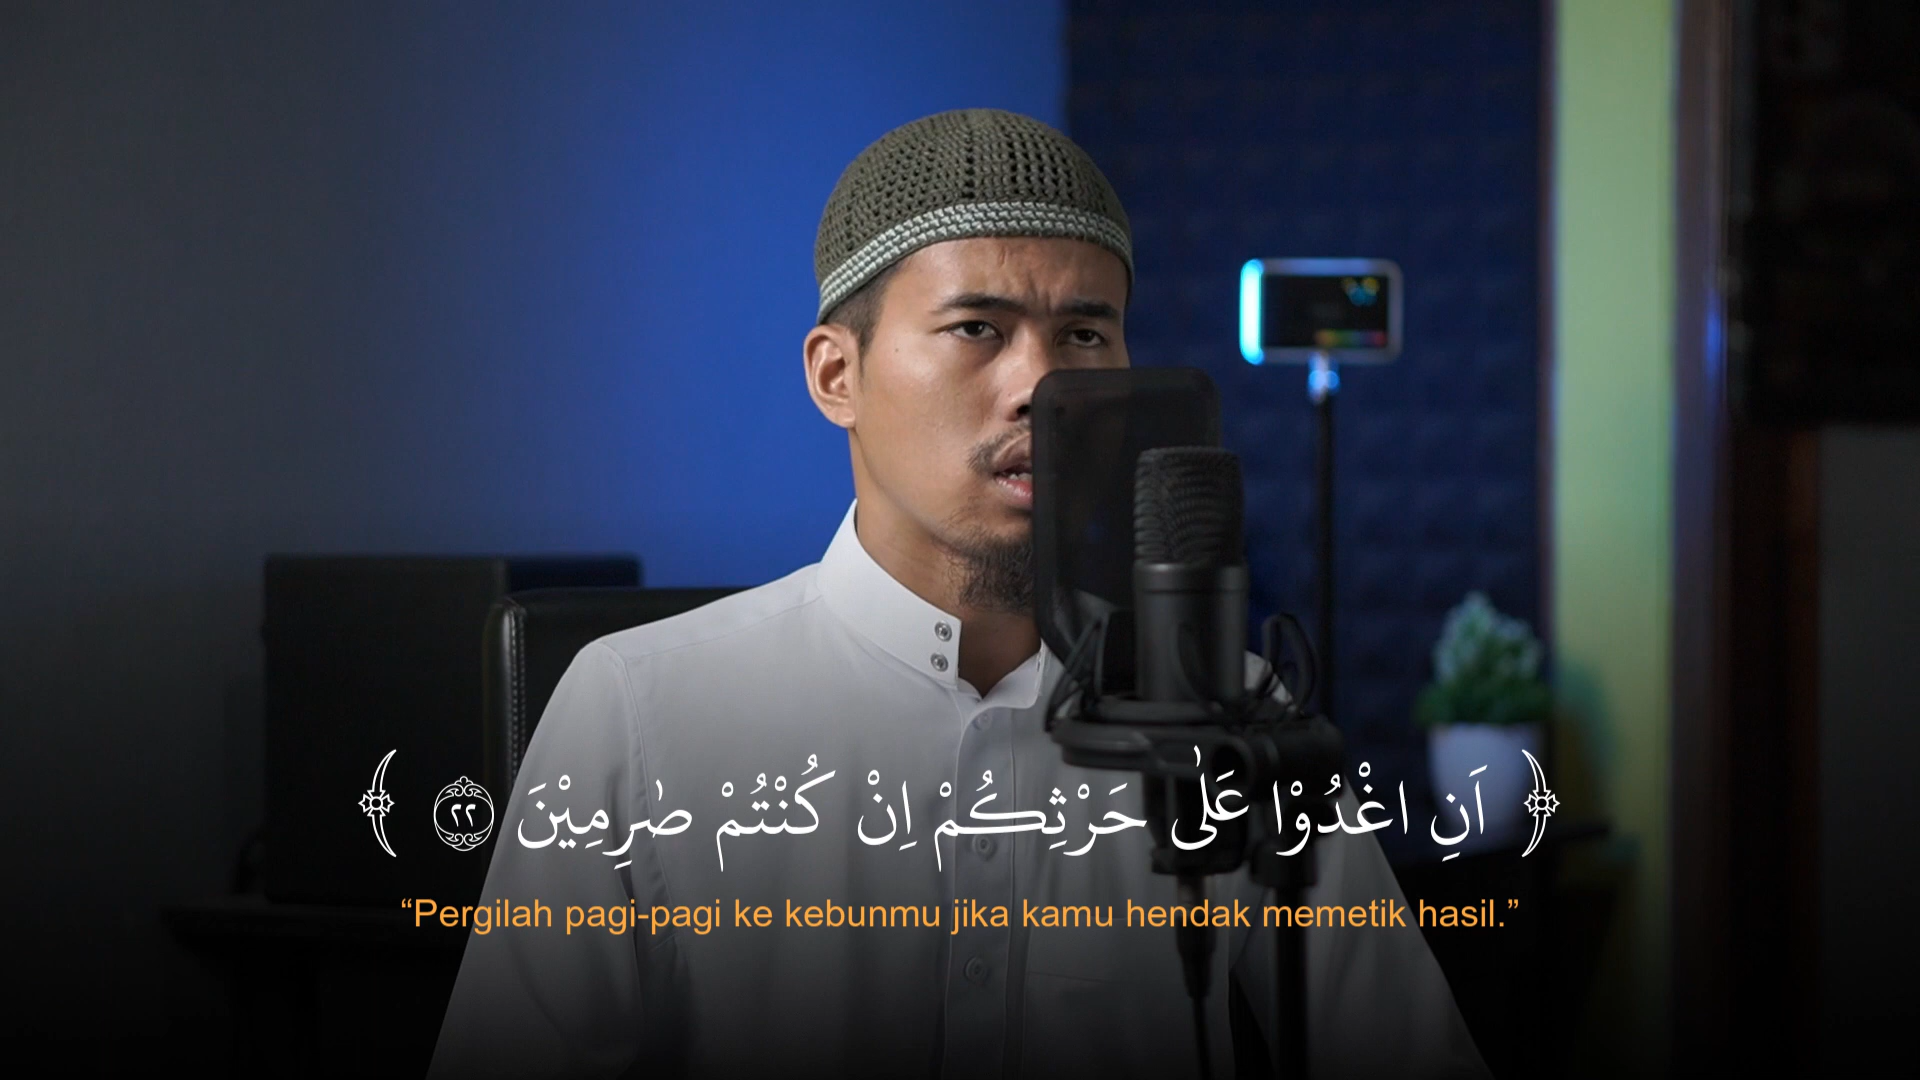 ﴿ اَنِ اغْدُوْا عَلٰى حَرْثِكُمْ اِنْ كُنْتُمْ صٰرِمِيْنَ ٢٢ ﴾
“Pergilah pagi-pagi ke kebunmu jika kamu hendak memetik hasil.”